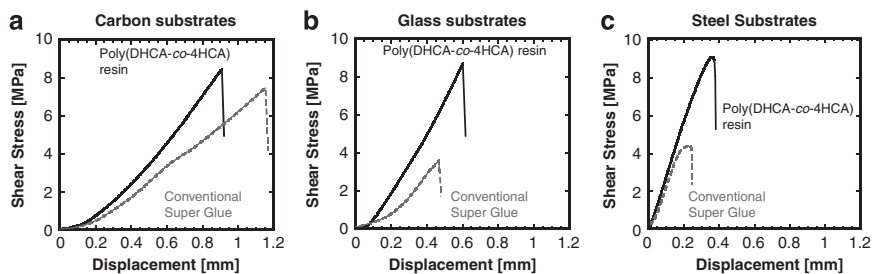 a
Carbon substrates
Shear Stress [MPa]
10
8
6
4
2
0
Poly(DHCA-co-4HCA)
resin
Conventional
Super Glue
0
0.2
0.4
0.6
0.8
1
1.2
Displacement [mm]
b
Glass substrates
Shear Stress [MPa]
10
8
6
4
2
0
Poly(DHCA-co-4HCA) resin
Conventional
Super Glue
0
0.2
0.4
0.6
0.8
1
1.2
Displacement [mm]
c
Steel Substrates
Shear Stress [MPa]
10
8
6
4
2
0
Poly(DHCA-co-4HCA)
resin
Conventional
Super Glue
0
0.2
0.4
0.6
0.8
1
1.2
Displacement [mm]